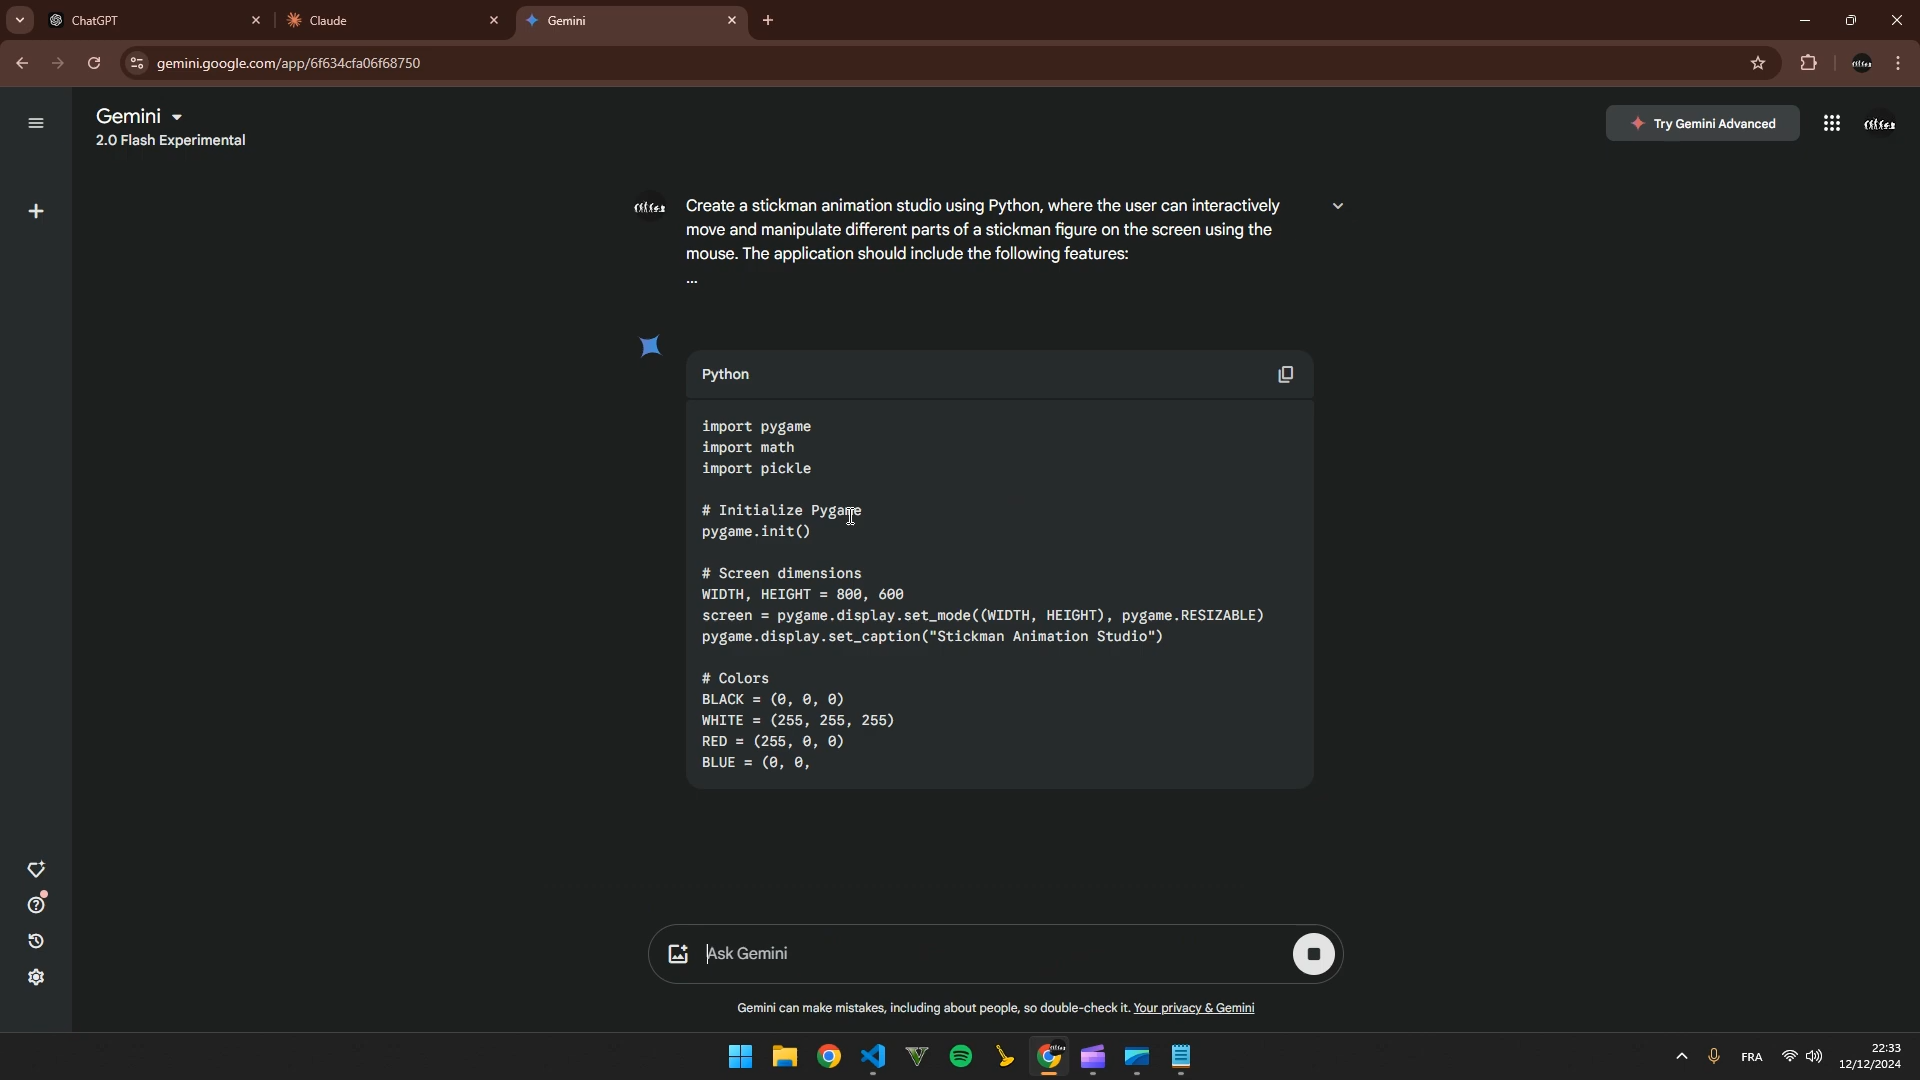 ChatGPT
Claude
Gemini
gemini.google.com/app/6f634cfa06f68750
Gemini
2.0 Flash Experimental
Try Gemini Advanced
Create a stickman animation studio using Python, where the user can interactively
move and manipulate different parts of a stickman figure on the screen using the
mouse. The application should include the following features:
...
Python
import pygame
import math
import pickle
# Initialize Pygame
pygame.init()
# Screen dimensions
WIDTH, HEIGHT = 800, 600
screen = pygame.display.set_mode((WIDTH, HEIGHT), pygame.RESIZABLE)
pygame.display.set_caption("Stickman Animation Studio")
# Colors
BLACK = (0, 0, 0)
WHITE = (255, 255, 255)
RED = (255, 0, 0)
BLUE = (0, 0,
Ask Gemini
Gemini can make mistakes, including about people, so double-check it. Your privacy & Gemini
FRA
22:33
12/12/2024